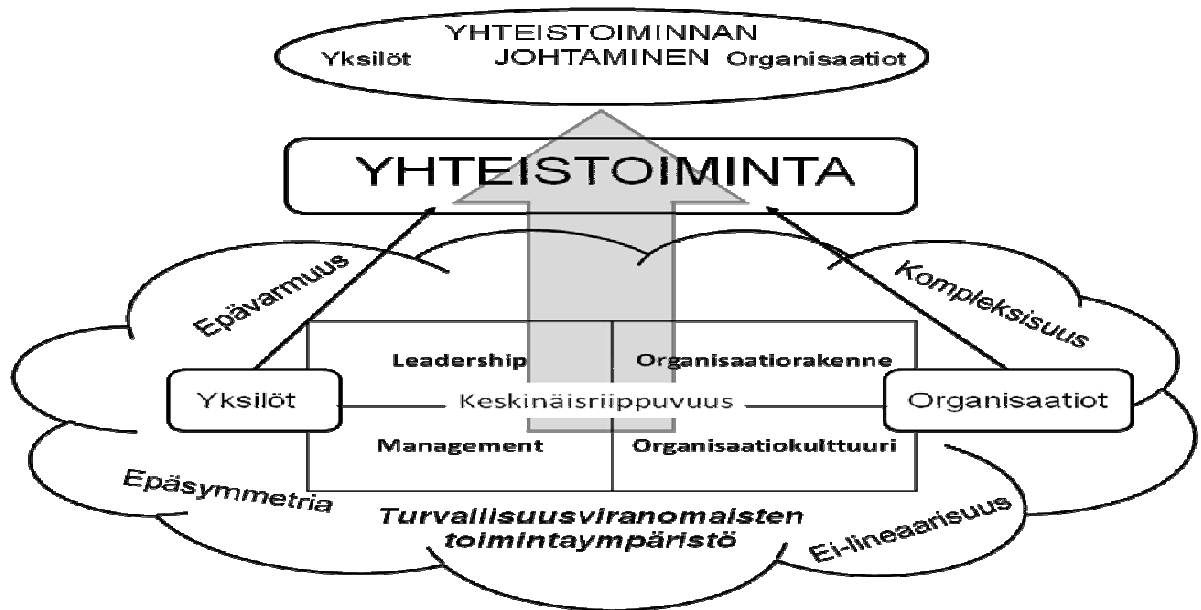 YHTEISTOIMINNAN
Yksilöt JOHTAMINEN Organisaatiot
YHTEISTOIMINTA
Epävarmuus
Kompleksisuus
Leadership Organisaatiorakenne
Yksilöt Keskinäisriippuvuus Organisaatiot
Management Organisaatiokulttuuri
Epäsymmetria
Turvallisuusviranomaisten
toimintaympäristö
Ei-lineaarisuus